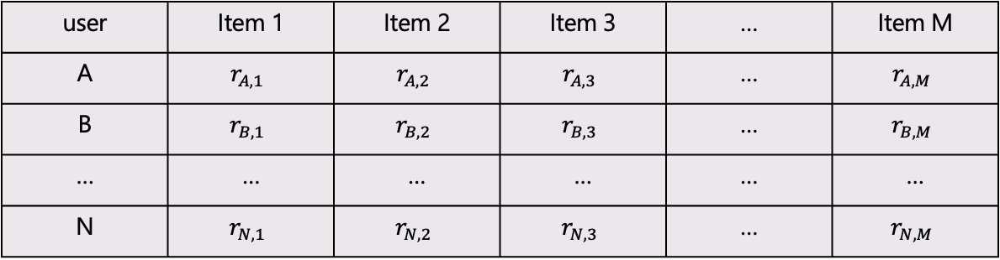 user Item 1 Item 2 Item 3 ... Item M
A r_{A,1} r_{A,2} r_{A,3} ... r_{A,M}
B r_{B,1} r_{B,2} r_{B,3} ... r_{B,M}
... ... ... ... ... ...
N r_{N,1} r_{N,2} r_{N,3} ... r_{N,M}